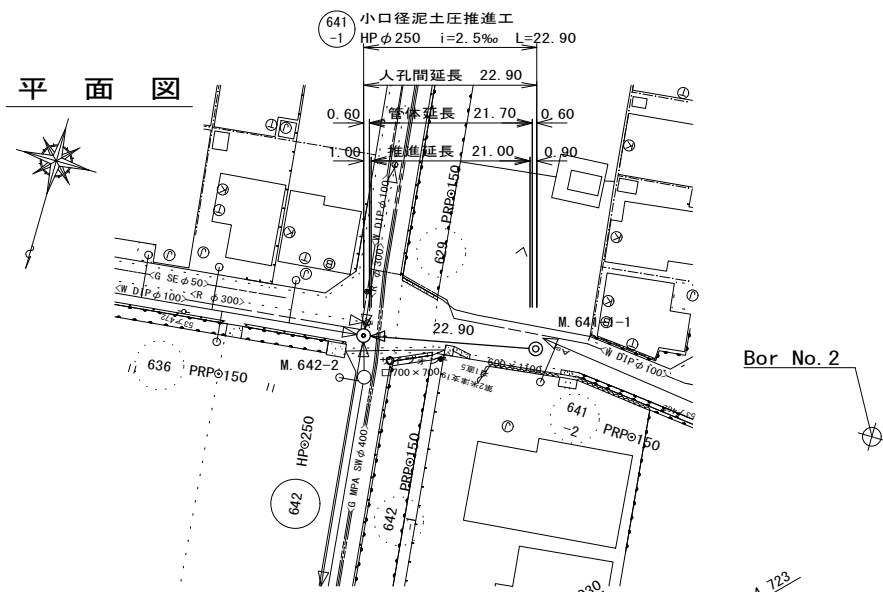 641
-1
小口径泥土圧推進工
HPφ250 i=2.5‰ L=22.90
平 面 図
人孔間延長 22.90
0.60 管体延長 21.70 0.60
1.00 推進延長 21.00 0.90
<W DIPφ100>
PRP⊙150
629
<R φ300>
<G SEφ50>
<W DIPφ100>
<R φ300>
22.90
M.641-1-1
<W DIPφ100>
Bor No.2
M.642-2
□700×700
636 PRP⊙150
641
-2
PRP⊙150
HP⊙250
<G MPA SWφ400>
PRP⊙150
642
642
-1